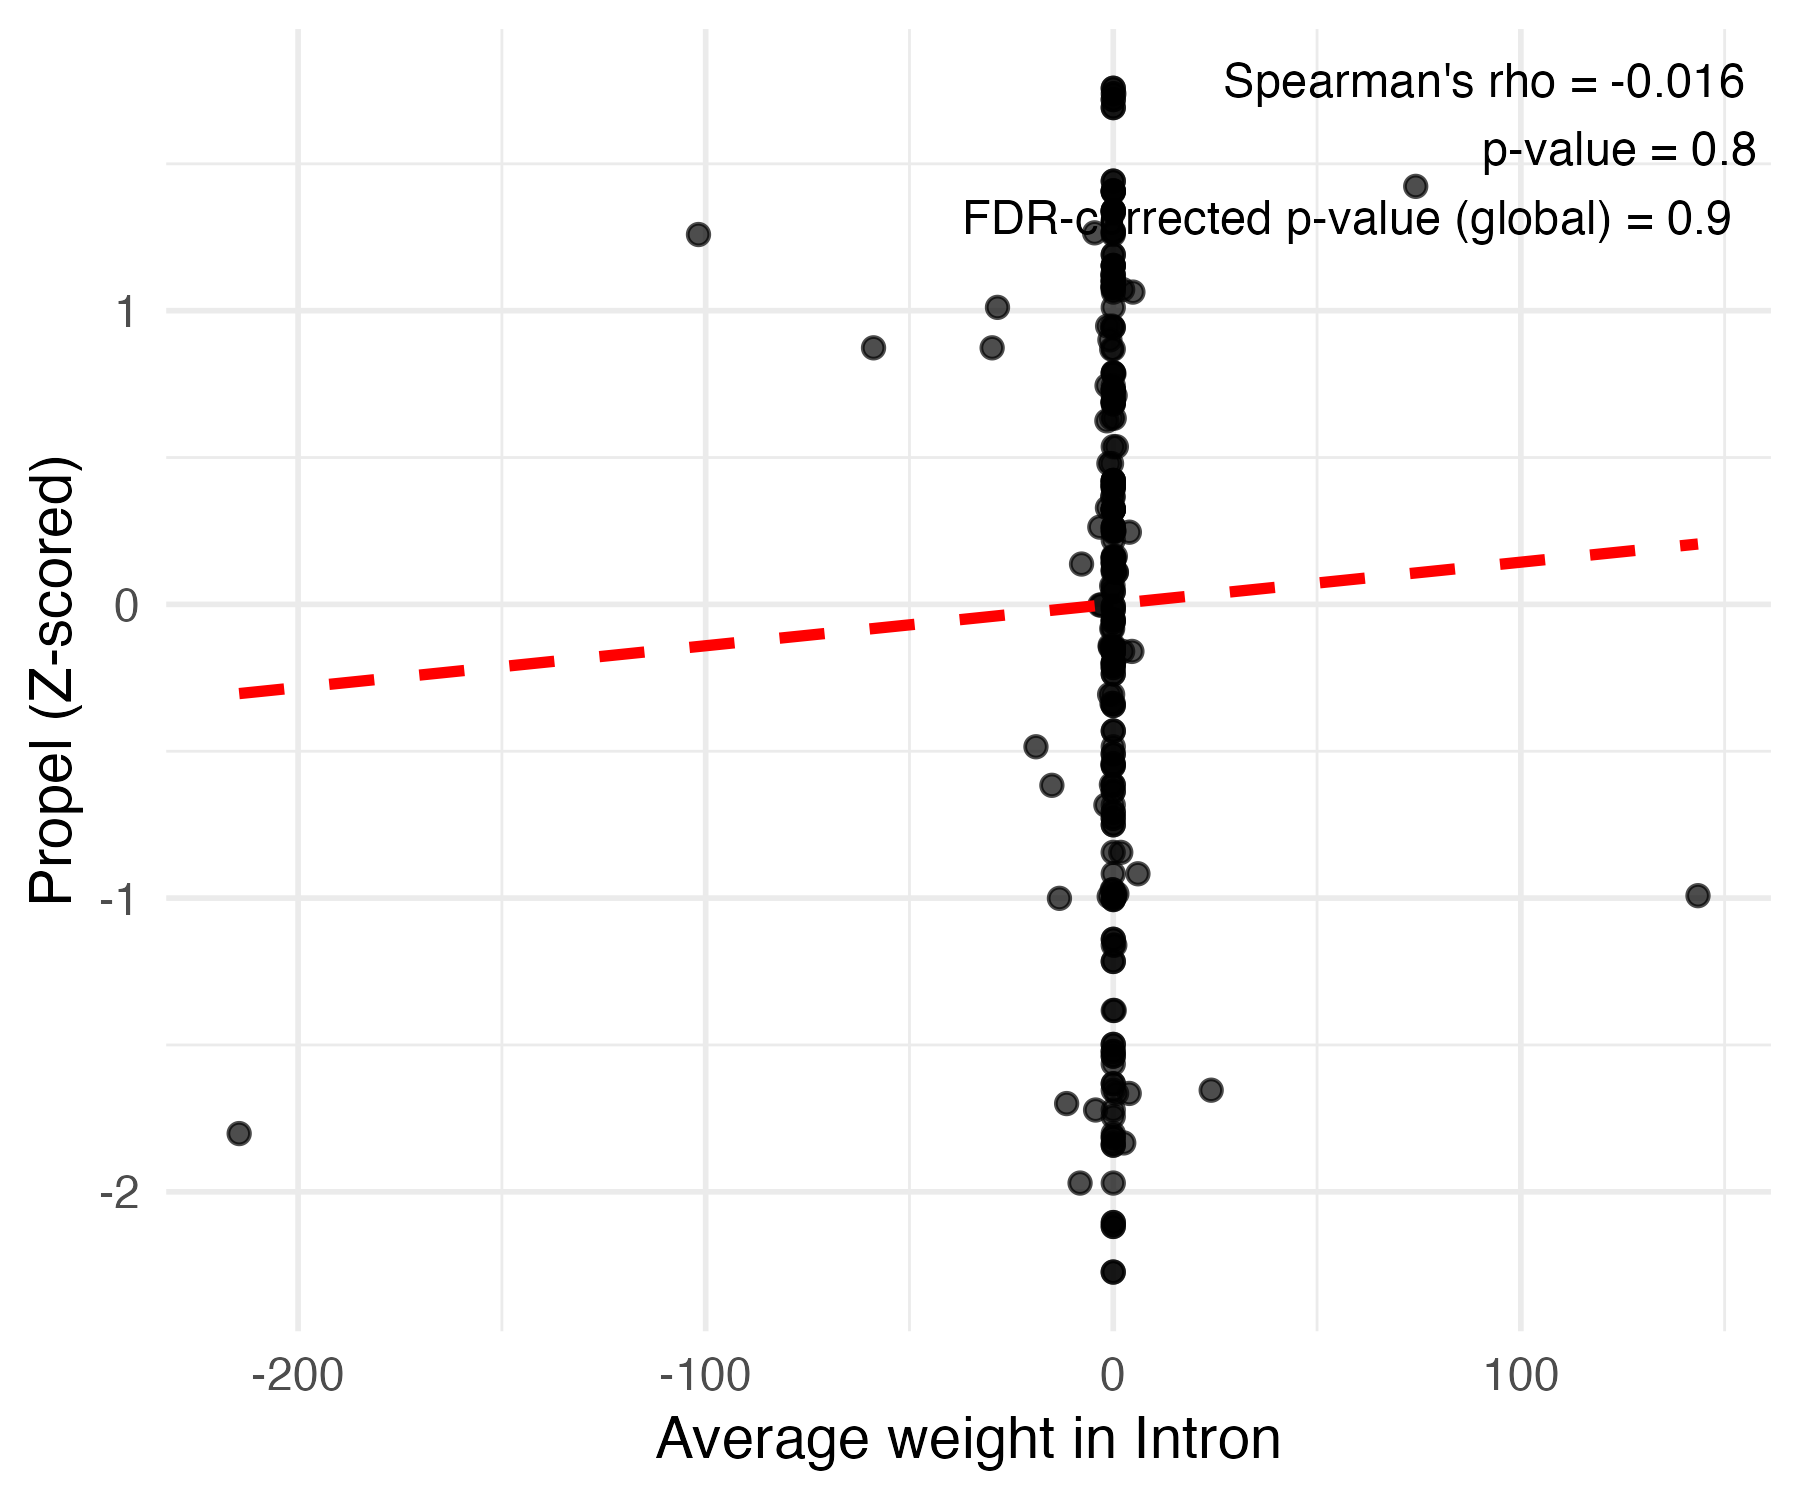 Spearman's rho = -0.016
p-value = 0.8
FDR-corrected p-value (global) = 0.9
1
0
-1
-2
Propel (Z-scored)
-200
-100
0
100
Average weight in Intron